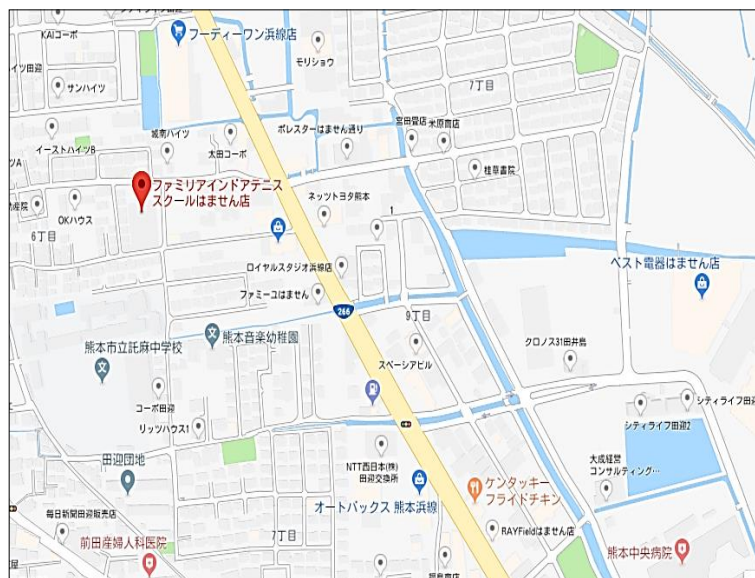 KAIコーポ
フーディーワン浜線店
モリショウ
イツ田迎
サンハイツ
7丁目
城南ハイツ
ポレスターはません通り
宮田畳店
米原商店
イーストハイツB
太田コーポ
桂草書院
ツA
ファミリアインドアテニス
スクールはません店
ネッツトヨタ熊本
OKハウス
1
6丁目
ロイヤルスタジオ浜線店
ベスト電器はません店
ファミーユはません
266
9丁目
熊本音楽幼稚園
熊本市立託麻中学校
クロノス31田井島
スペーシアビル
コーポ田迎
シティライフ田迎
リッツハウス1
シティライフ田迎2
田迎団地
NTT西日本(株)
田迎交換所
大成経営
コンサルティング…
ケンタッキー
フライドチキン
オートバックス 熊本浜線
毎日新聞田迎販売店
RAYFieldはません店
7丁目
前田産婦人科医院
熊本中央病院